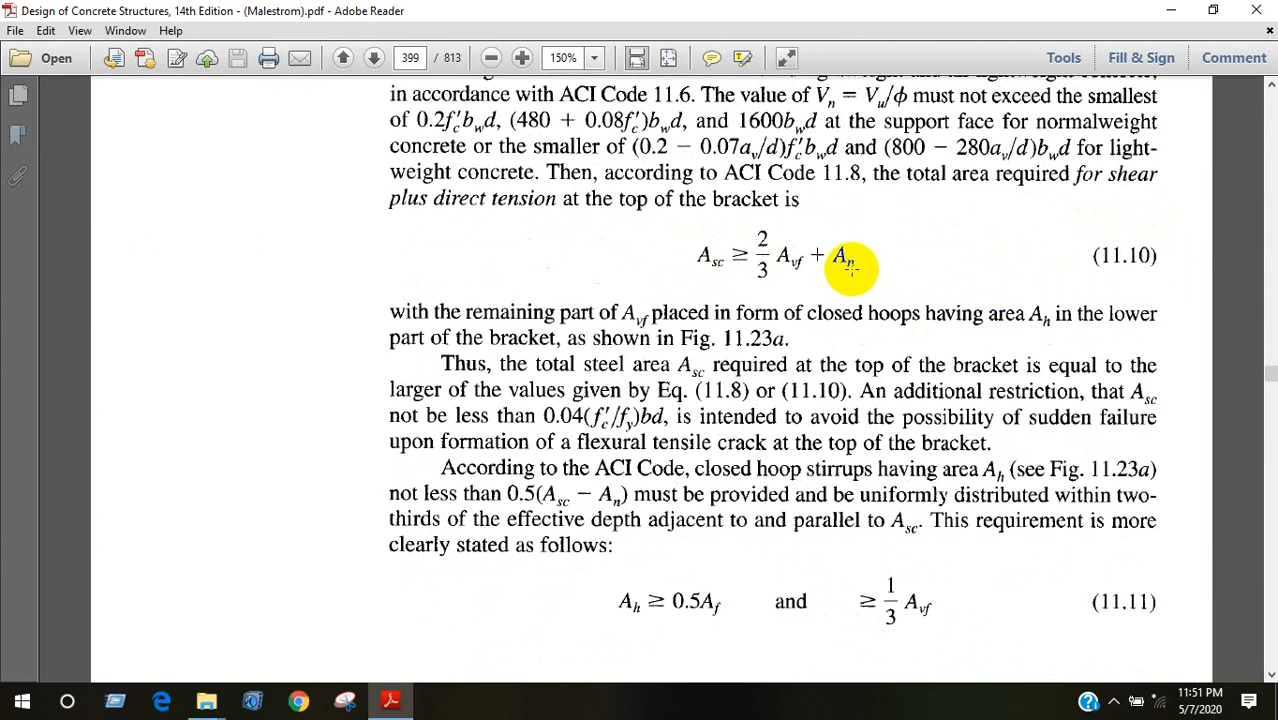 Design of Concrete Structures, 14th Edition - (Malestrom).pdf - Adobe Reader
File Edit View Window Help
Open 399 / 813 150% Tools Fill & Sign Comment
in accordance with ACI Code 11.6. The value of Vn = Vu/ϕ must not exceed the smallest
of 0.2f′c bw d, (480 + 0.08f′c)bw d, and 1600bw d at the support face for normalweight
concrete or the smaller of (0.2 − 0.07av/d)f′c bw d and (800 − 280av/d)bw d for light-
weight concrete. Then, according to ACI Code 11.8, the total area required for shear
plus direct tension at the top of the bracket is
Asc ≥ 2/3 Avf + An (11.10)
with the remaining part of Avf placed in form of closed hoops having area Ah in the lower
part of the bracket, as shown in Fig. 11.23a.
Thus, the total steel area Asc required at the top of the bracket is equal to the
larger of the values given by Eq. (11.8) or (11.10). An additional restriction, that Asc
not be less than 0.04(f′c/fy)bd, is intended to avoid the possibility of sudden failure
upon formation of a flexural tensile crack at the top of the bracket.
According to the ACI Code, closed hoop stirrups having area Ah (see Fig. 11.23a)
not less than 0.5(Asc − An) must be provided and be uniformly distributed within two-
thirds of the effective depth adjacent to and parallel to Asc. This requirement is more
clearly stated as follows:
Ah ≥ 0.5Af and ≥ 1/3 Avf (11.11)
11:51 PM
5/7/2020